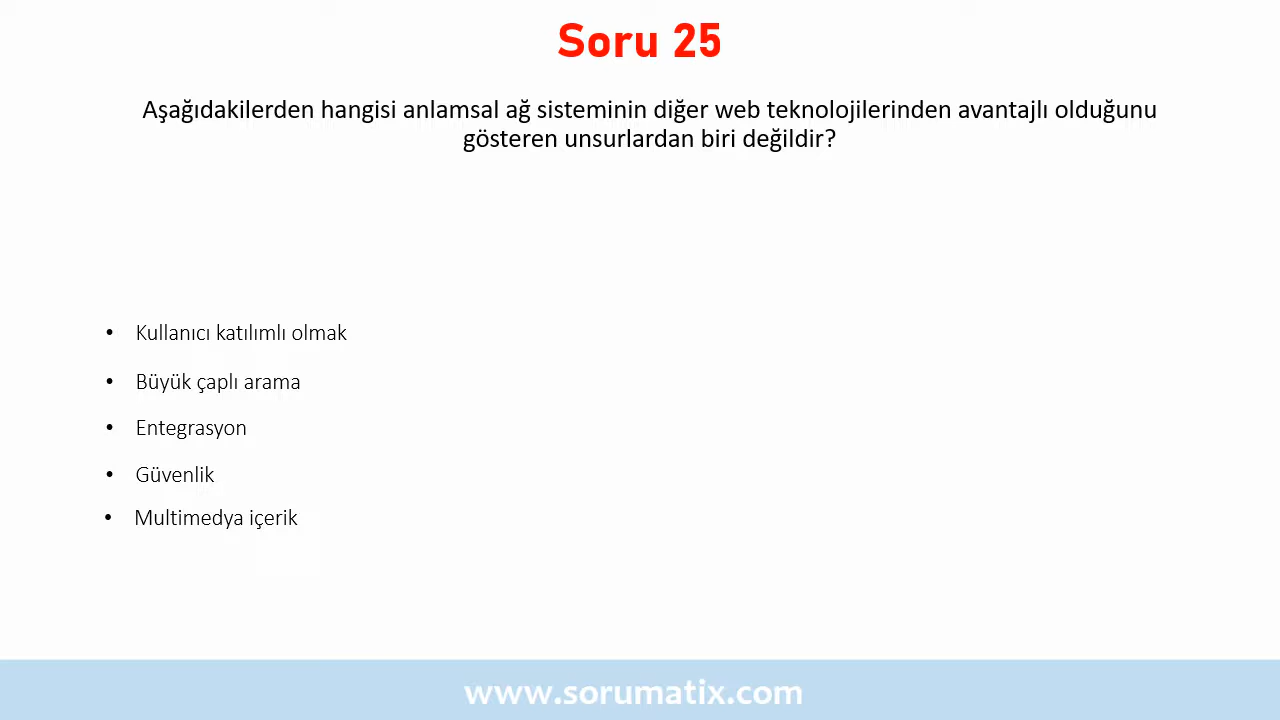 Soru 25
Aşağıdakilerden hangisi anlamsal ağ sisteminin diğer web teknolojilerinden avantajlı olduğunu
gösteren unsurlardan biri değildir?
• Kullanıcı katılımlı olmak
• Büyük çaplı arama
• Entegrasyon
• Güvenlik
• Multimedya içerik
www.sorumatix.com